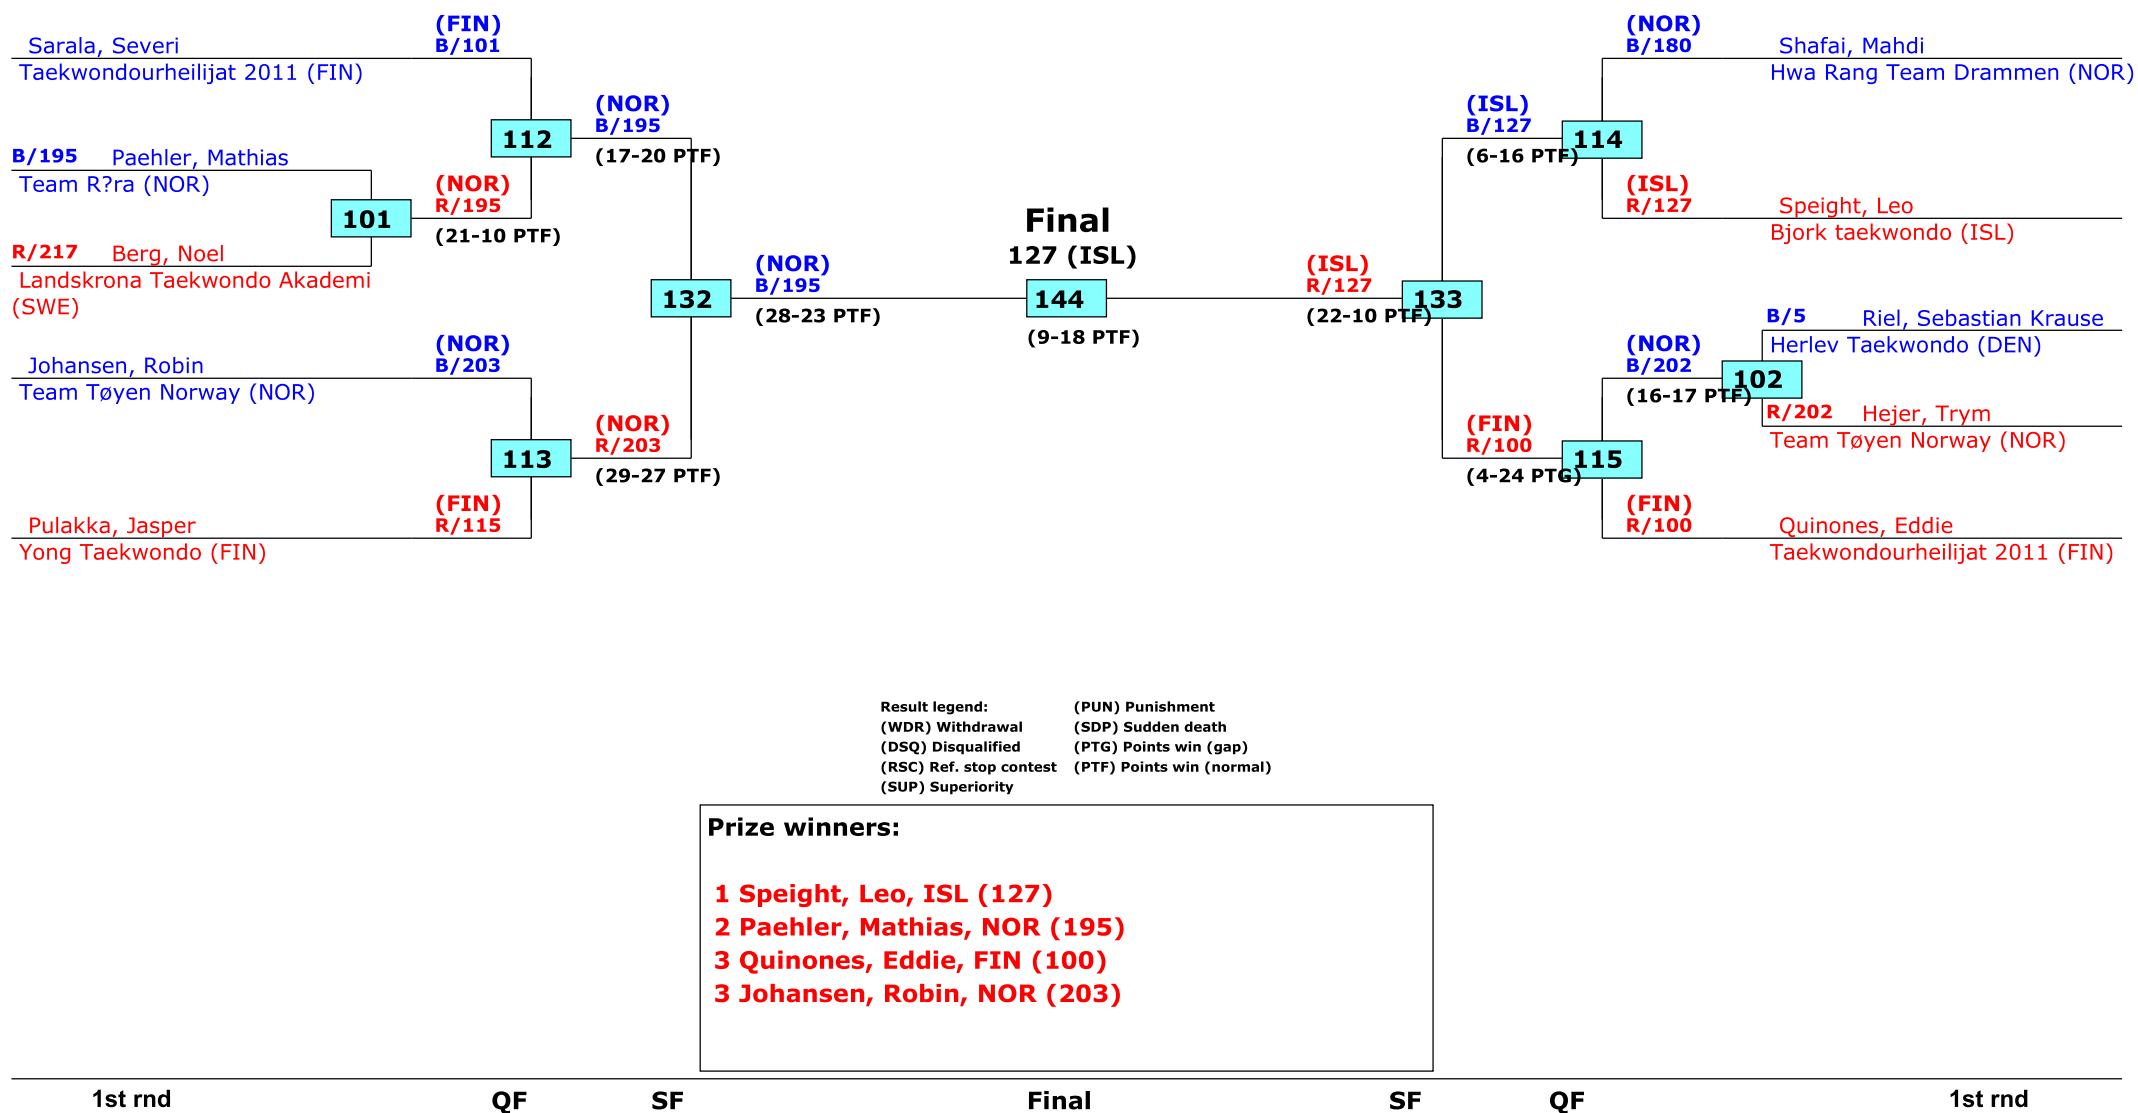 (FIN)
Sarala, Severi B/101
Taekwondourheilijat 2011 (FIN)
(NOR)
112 B/195
(17-20 PTF)
B/195 Paehler, Mathias
Team R?ra (NOR)
(NOR)
101 R/195
(21-10 PTF)
R/217 Berg, Noel
Landskrona Taekwondo Akademi
(SWE)
(NOR)
132 B/195
(28-23 PTF)
(NOR)
Johansen, Robin B/203
Team Tøyen Norway (NOR)
(NOR)
113 R/203
(29-27 PTF)
(FIN)
Pulakka, Jasper R/115
Yong Taekwondo (FIN)
Final
127 (ISL)
144
(9-18 PTF)
(NOR)
B/180 Shafai, Mahdi
Hwa Rang Team Drammen (NOR)
(ISL)
B/127 114
(6-16 PTF)
(ISL)
R/127 Speight, Leo
Bjork taekwondo (ISL)
(ISL)
R/127 133
(22-10 PTF)
B/5 Riel, Sebastian Krause
Herlev Taekwondo (DEN)
(NOR)
B/202 102
(16-17 PTF)
R/202 Hejer, Trym
Team Tøyen Norway (NOR)
(FIN)
R/100 115
(4-24 PTG)
(FIN)
R/100 Quinones, Eddie
Taekwondourheilijat 2011 (FIN)
Result legend: (PUN) Punishment
(WDR) Withdrawal (SDP) Sudden death
(DSQ) Disqualified (PTG) Points win (gap)
(RSC) Ref. stop contest (PTF) Points win (normal)
(SUP) Superiority
Prize winners:
1 Speight, Leo, ISL (127)
2 Paehler, Mathias, NOR (195)
3 Quinones, Eddie, FIN (100)
3 Johansen, Robin, NOR (203)
1st rnd QF SF Final SF QF 1st rnd